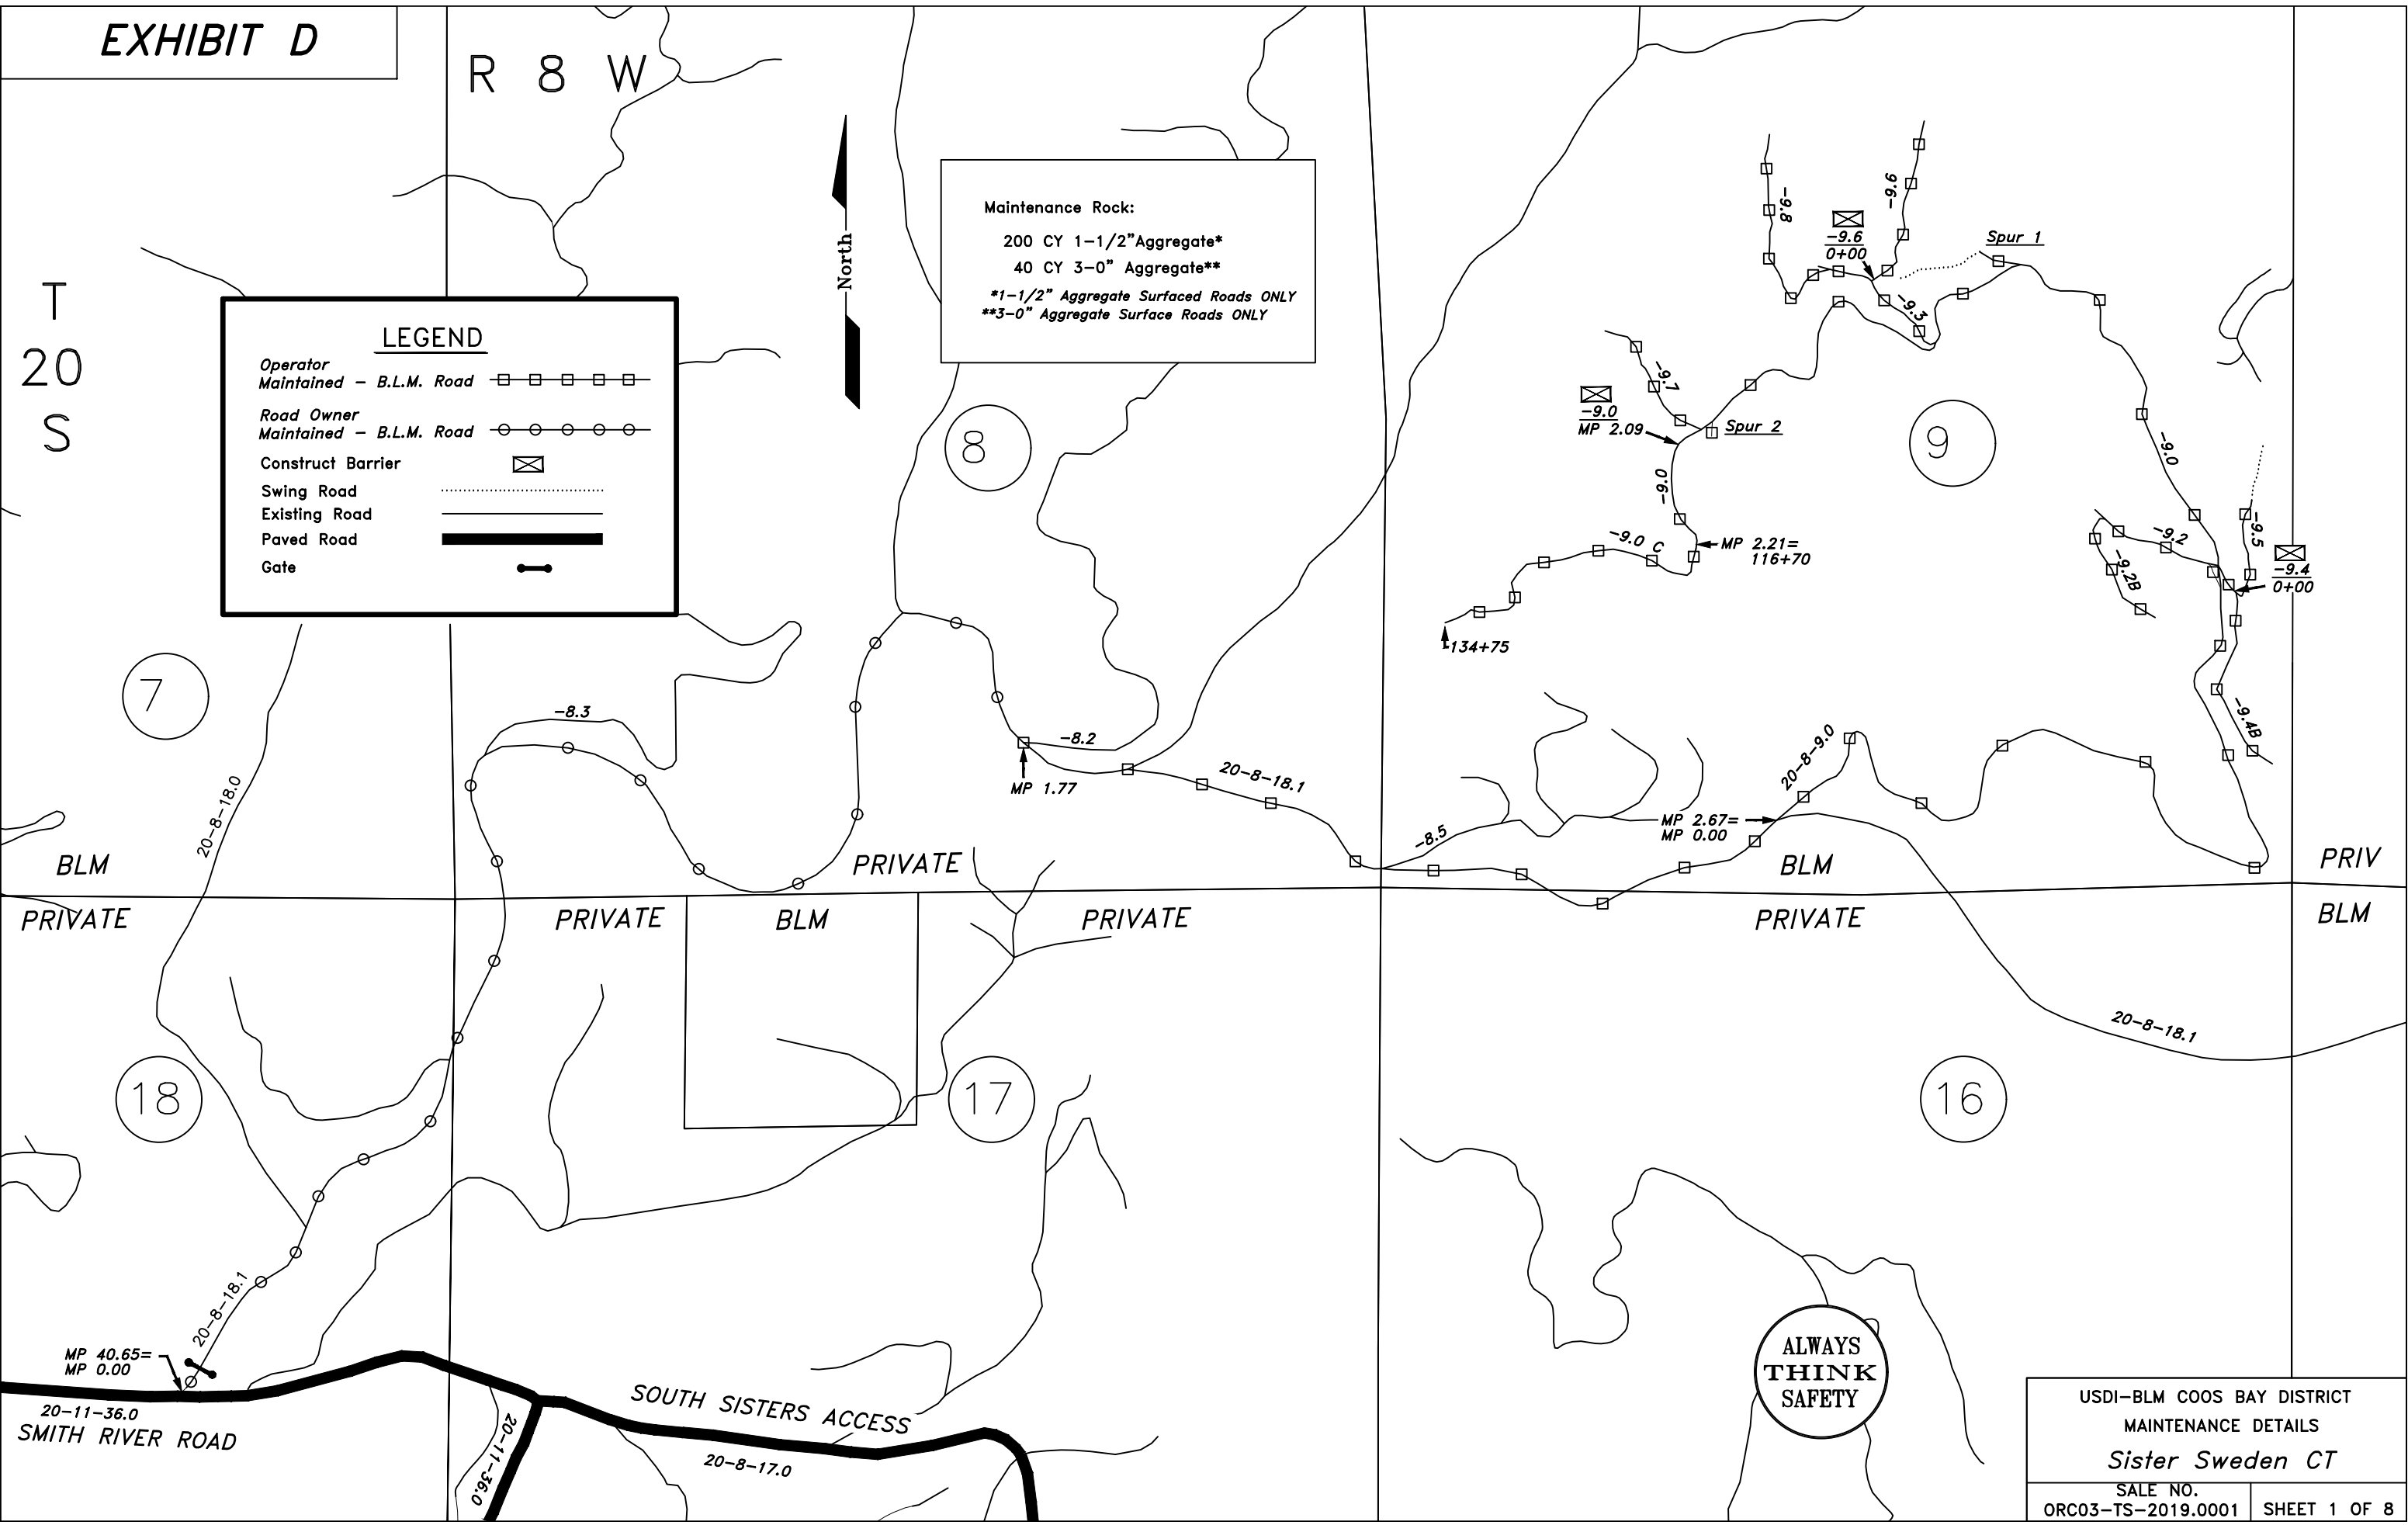 EXHIBIT D
R 8 W
T
20
S
North
Maintenance Rock:
200 CY 1-1/2"Aggregate*
40 CY 3-0" Aggregate**
*1-1/2" Aggregate Surfaced Roads ONLY
**3-0" Aggregate Surface Roads ONLY
LEGEND
Operator
Maintained - B.L.M. Road
Road Owner
Maintained - B.L.M. Road
Construct Barrier
Swing Road
Existing Road
Paved Road
Gate
-9.8
-9.6
-9.6
0+00
Spur 1
-9.3
-9.7
-9.0
MP 2.09
Spur 2
-9.0
8
9
-9.0
-9.0 C
MP 2.21=
116+70
134+75
-9.2
-9.2B
-9.5
-9.4
0+00
-9.4B
7
-8.3
-8.2
MP 1.77
20-8-18.1
20-8-9.0
MP 2.67=
MP 0.00
-8.5
20-8-18.0
BLM
PRIVATE
BLM
PRIV
PRIVATE
PRIVATE
BLM
PRIVATE
PRIVATE
BLM
20-8-18.1
18
17
16
20-8-18.1
MP 40.65=
MP 0.00
20-11-36.0
SMITH RIVER ROAD
20-11-36.0
SOUTH SISTERS ACCESS
20-8-17.0
ALWAYS
THINK
SAFETY
USDI-BLM COOS BAY DISTRICT
MAINTENANCE DETAILS
Sister Sweden CT
SALE NO.
ORC03-TS-2019.0001
SHEET 1 OF 8